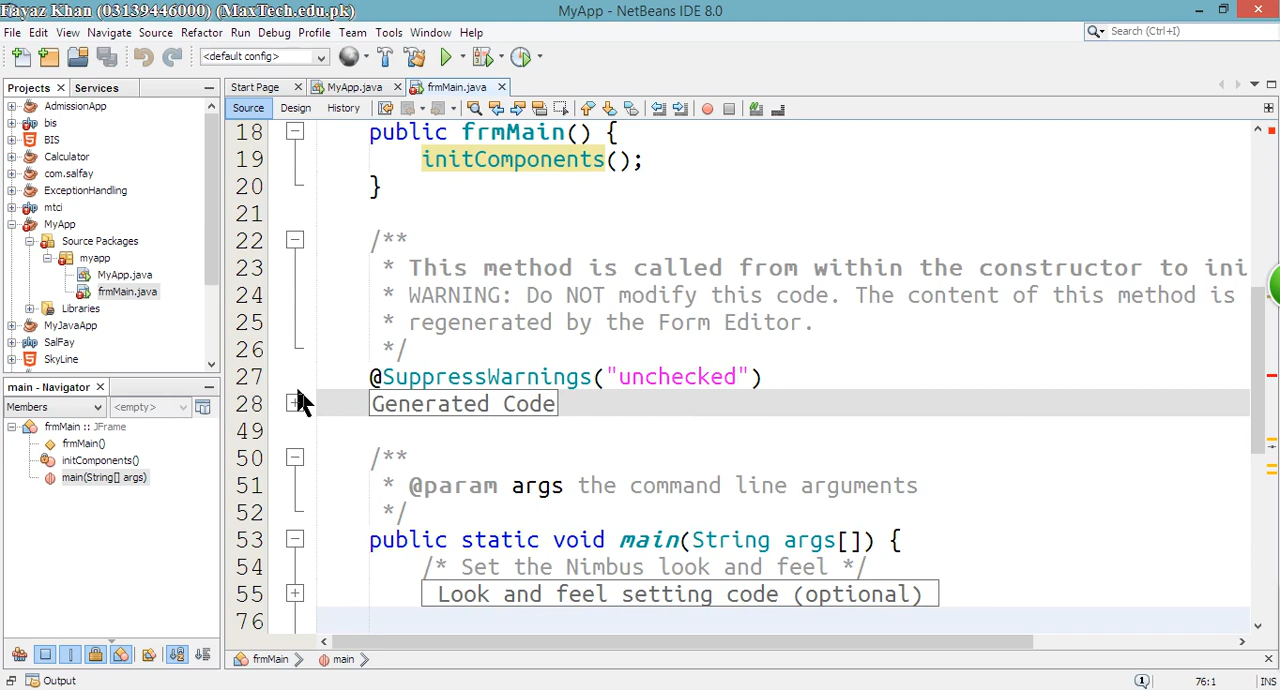 Fayaz Khan (03139446000) (MaxTech.edu.pk)
MyApp - NetBeans IDE 8.0
File Edit View Navigate Source Refactor Run Debug Profile Team Tools Window Help
Search (Ctrl+I)
<default config>
Projects Services
Start Page MyApp.java frmMain.java
Source Design History
AdmissionApp
bis
BIS
Calculator
com.salfay
ExceptionHandling
mtci
MyApp
Source Packages
myapp
MyApp.java
frmMain.java
Libraries
MyJavaApp
SalFay
SkyLine
main - Navigator
Members <empty>
frmMain :: JFrame
frmMain()
initComponents()
main(String[] args)
18 public frmMain() {
19 initComponents();
20 }
21
22 /**
23 * This method is called from within the constructor to ini
24 * WARNING: Do NOT modify this code. The content of this method is
25 * regenerated by the Form Editor.
26 */
27 @SuppressWarnings("unchecked")
28 Generated Code
49
50 /**
51 * @param args the command line arguments
52 */
53 public static void main(String args[]) {
54 /* Set the Nimbus look and feel */
55 Look and feel setting code (optional)
76
frmMain main
Output
1 76:1 INS